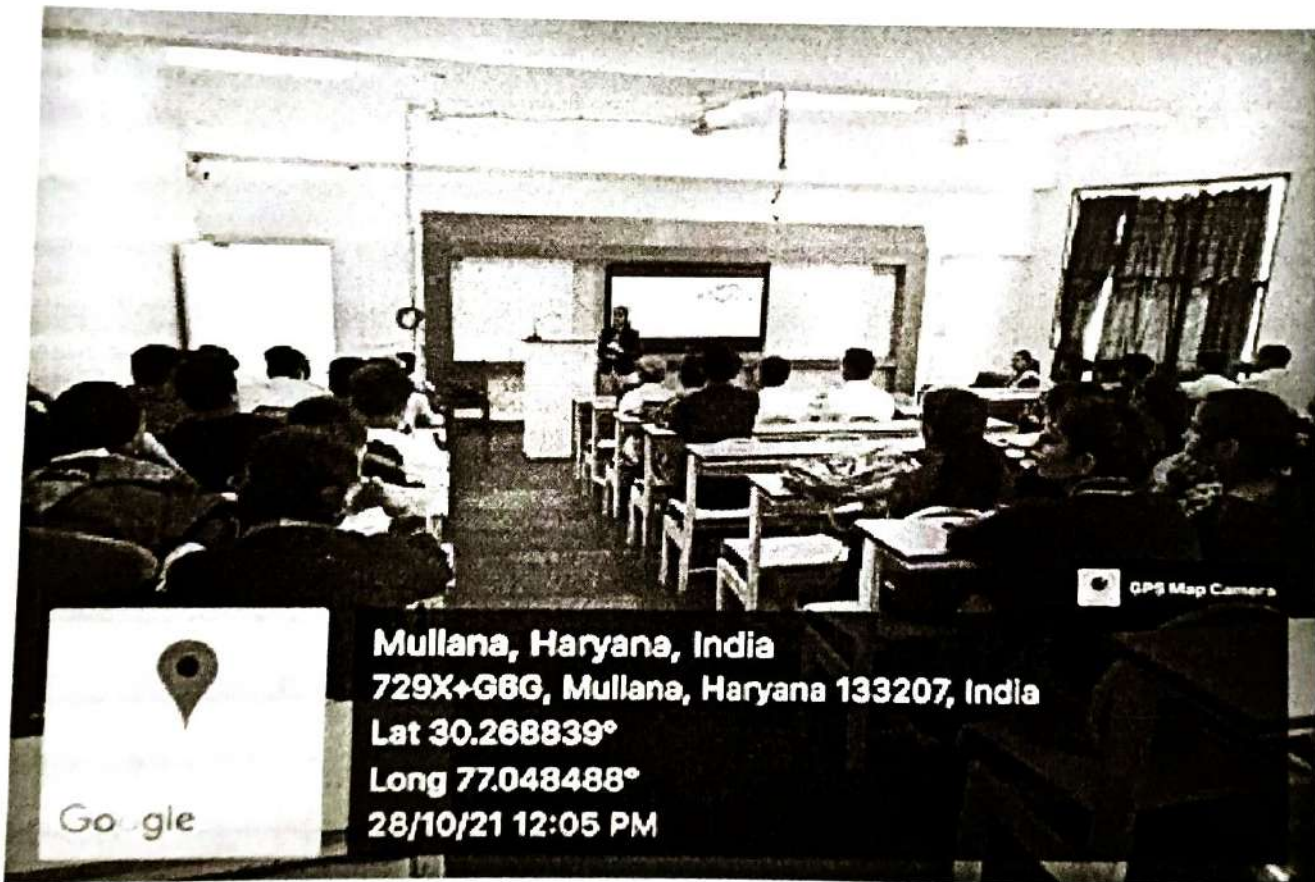 GPS Map Camera
Mullana, Haryana, India
729X+G6G, Mullana, Haryana 133207, India
Lat 30.268839°
Long 77.048488°
28/10/21 12:05 PM
Google